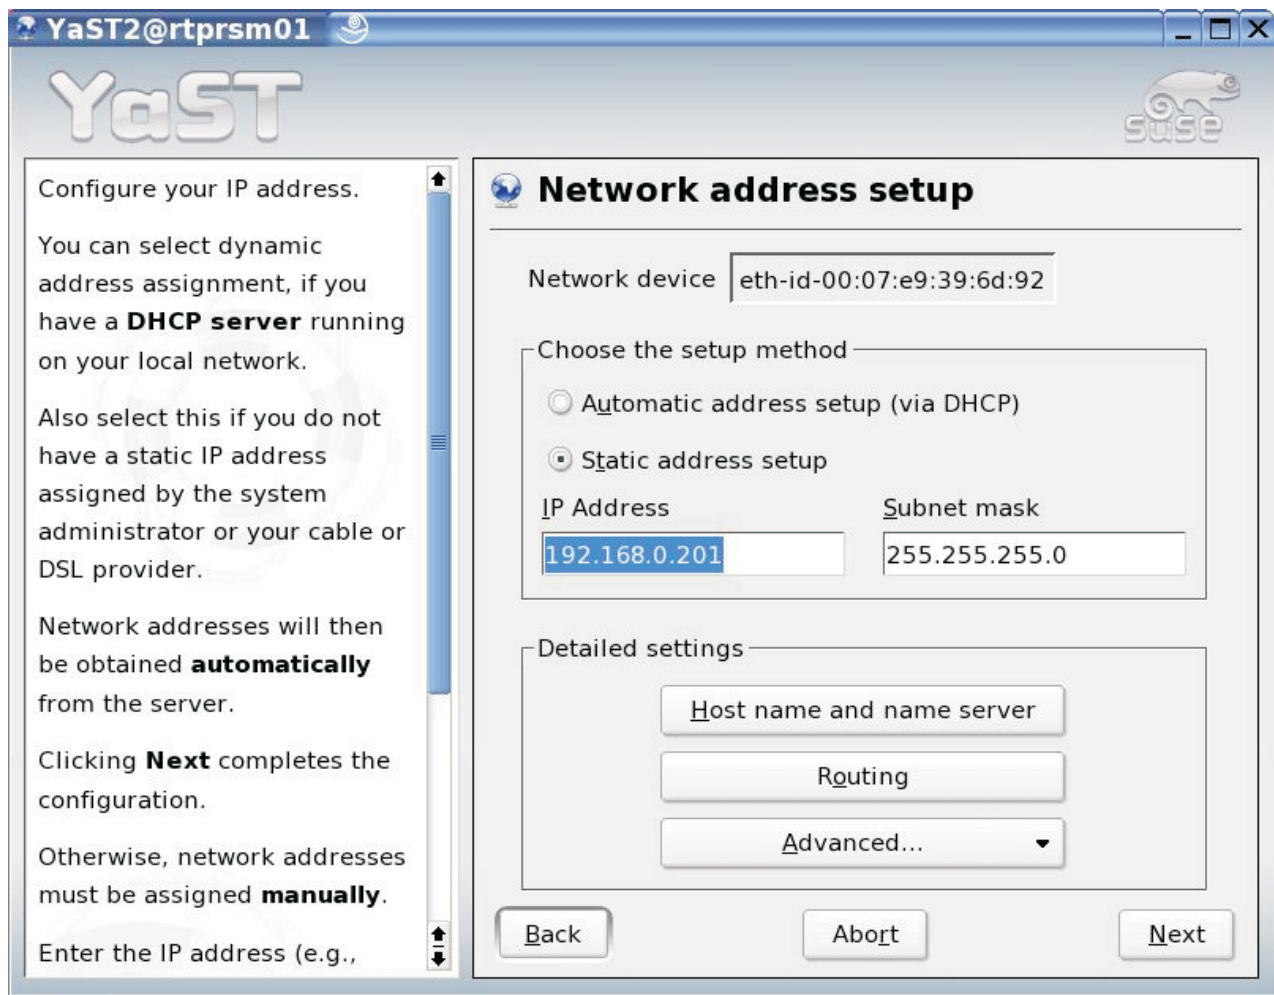 YaST2@rtprsm01
YaST
suse
Configure your IP address.
You can select dynamic
address assignment, if you
have a DHCP server running
on your local network.
Also select this if you do not
have a static IP address
assigned by the system
administrator or your cable or
DSL provider.
Network addresses will then
be obtained automatically
from the server.
Clicking Next completes the
configuration.
Otherwise, network addresses
must be assigned manually.
Enter the IP address (e.g.,
Network address setup
Network device eth-id-00:07:e9:39:6d:92
Choose the setup method
Automatic address setup (via DHCP)
Static address setup
IP Address Subnet mask
192.168.0.201 255.255.255.0
Detailed settings
Host name and name server
Routing
Advanced...
Back Abort Next